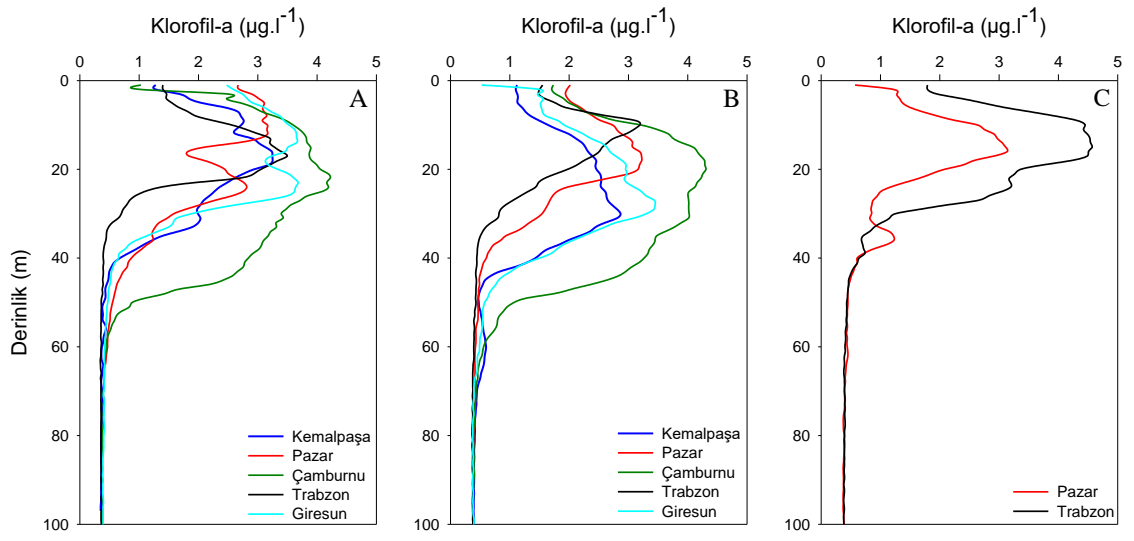 Klorofil-a (µg.l⁻¹) Klorofil-a (µg.l⁻¹) Klorofil-a (µg.l⁻¹)
0 1 2 3 4 5 0 1 2 3 4 5 0 1 2 3 4 5
0 0 0
A B C
20 20 20
40 40 40
Derinlik (m)
60 60 60
80 80 80
100 100 100
Kemalpaşa
Pazar
Çamburnu
Trabzon
Giresun
Kemalpaşa
Pazar
Çamburnu
Trabzon
Giresun
Pazar
Trabzon